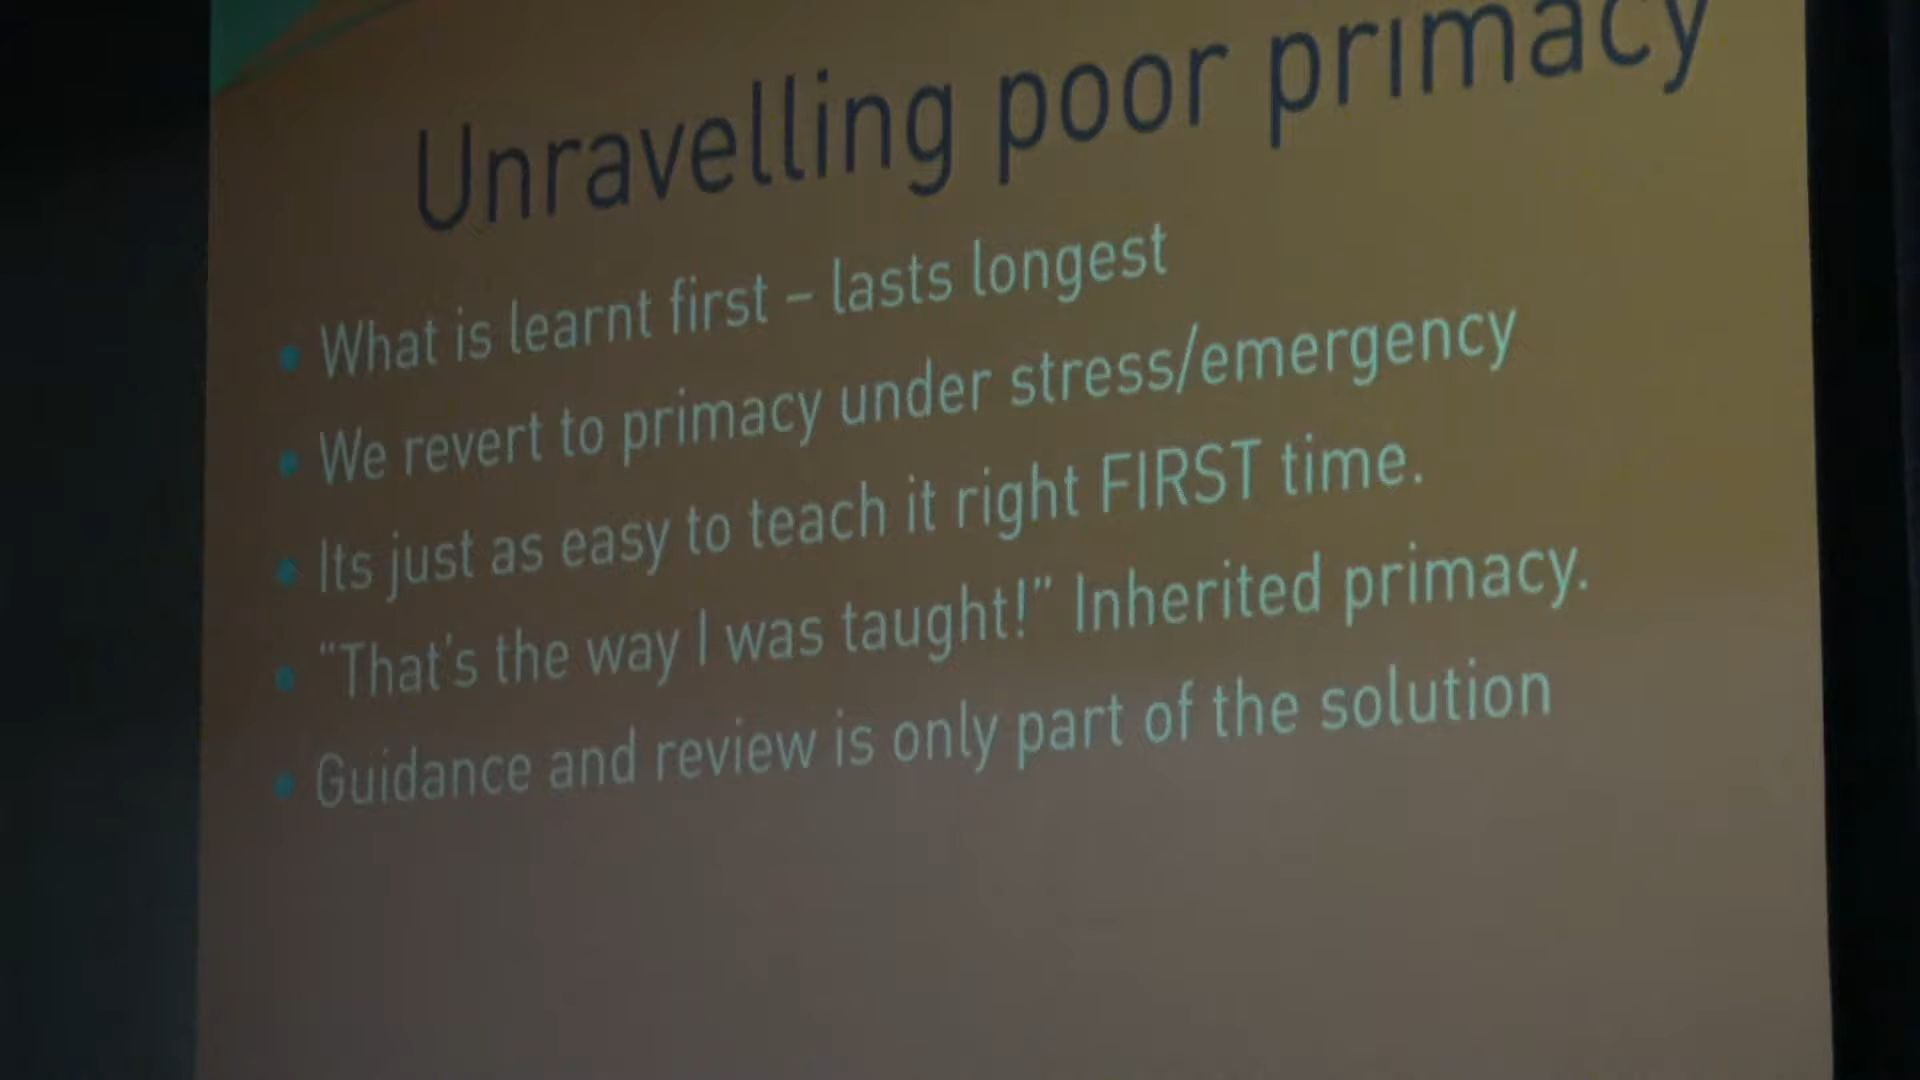 Unravelling poor primacy
• What is learnt first – lasts longest
• We revert to primacy under stress/emergency
• Its just as easy to teach it right FIRST time.
• “That's the way I was taught!” Inherited primacy.
• Guidance and review is only part of the solution